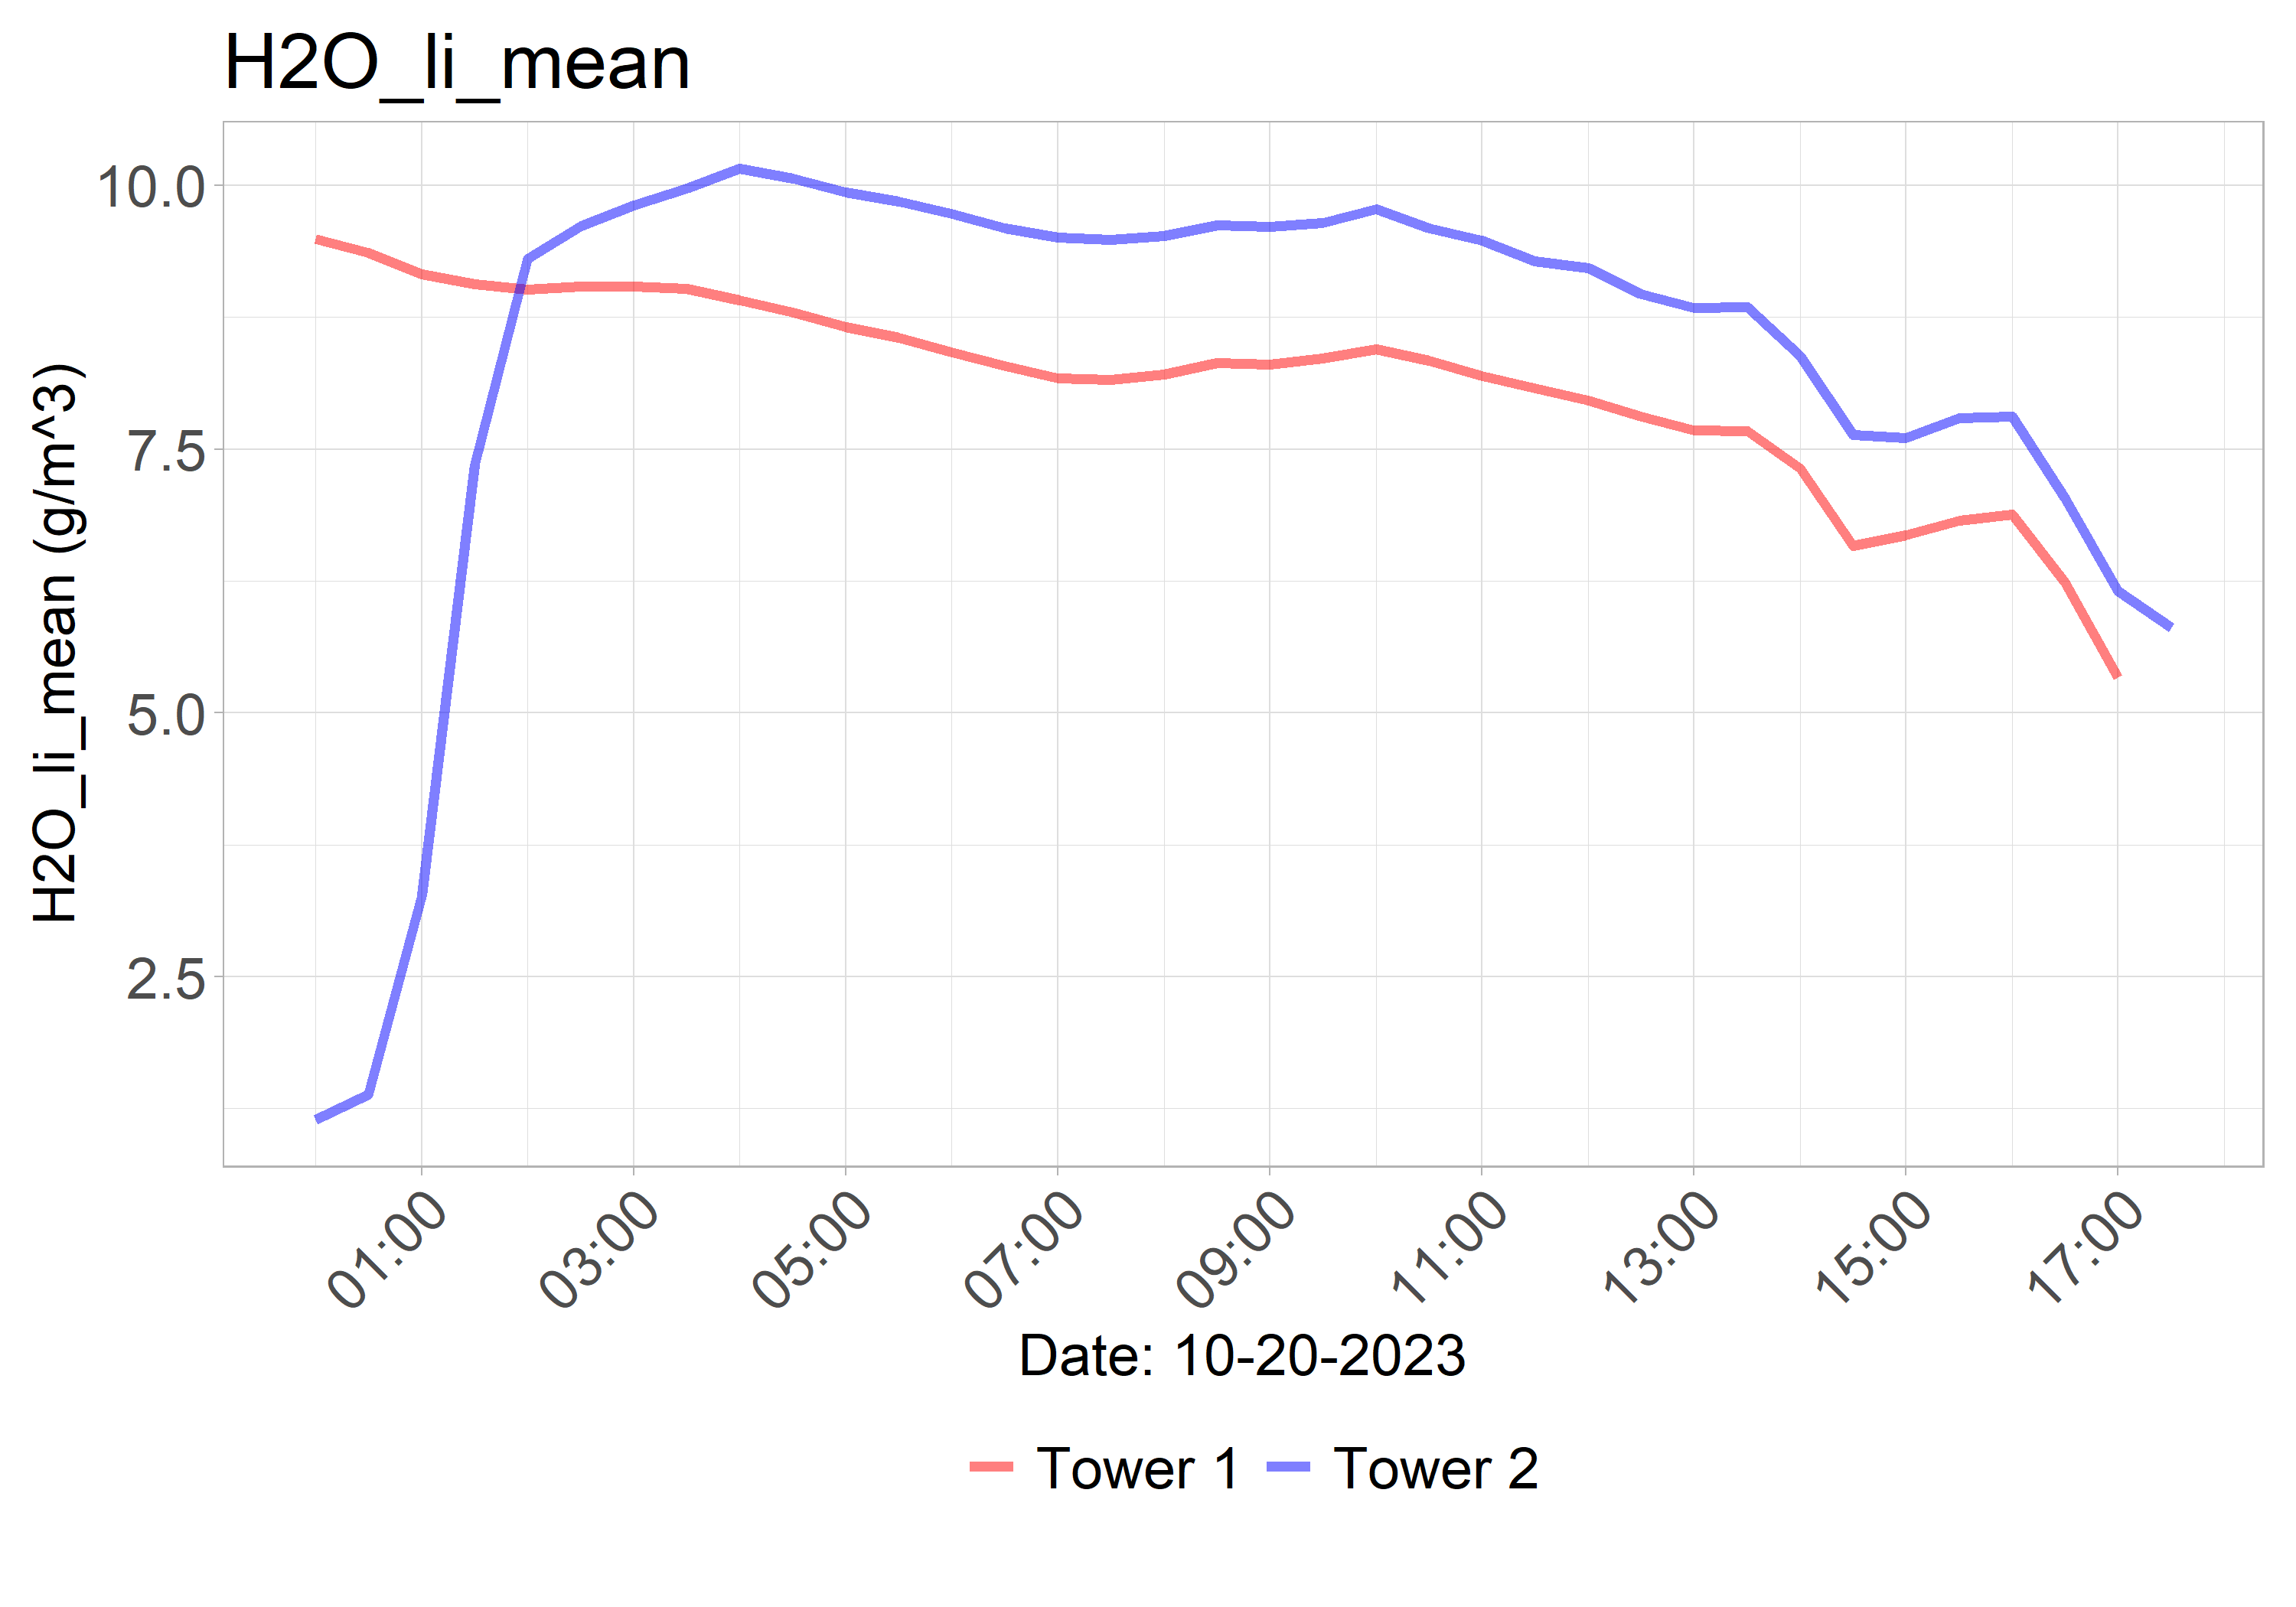 H2O_li_mean
H2O_li_mean (g/m^3)
10.0
7.5
5.0
2.5
01:00 03:00 05:00 07:00 09:00 11:00 13:00 15:00 17:00
Date: 10-20-2023
Tower 1 Tower 2